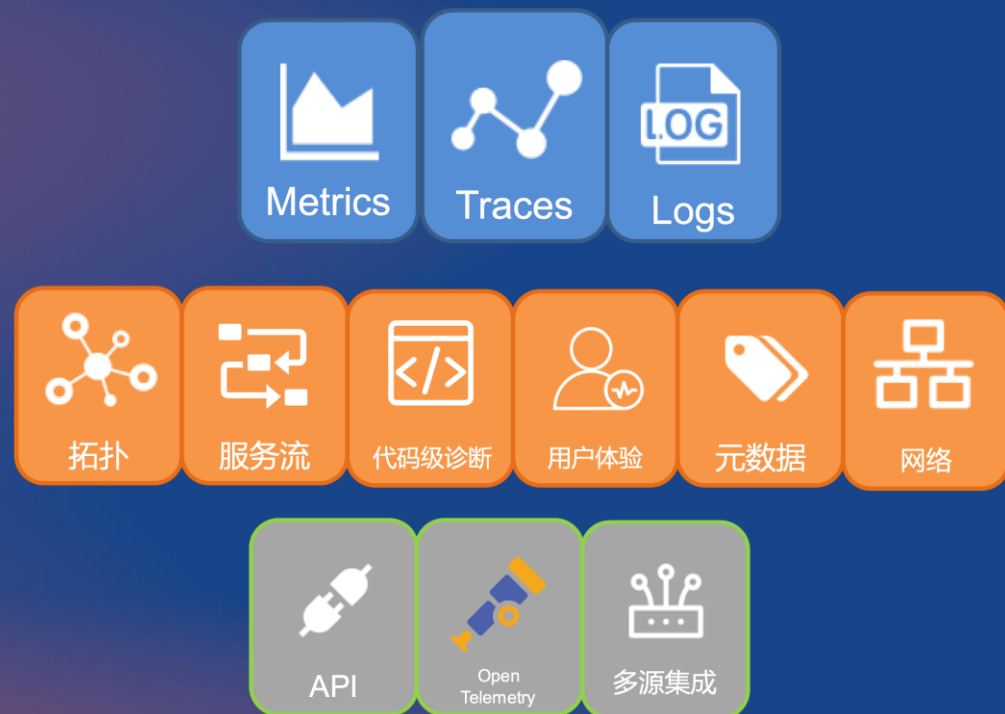 LOG
Metrics
Traces
Logs
拓扑
服务流
代码级诊断
用户体验
元数据
网络
API
Open
Telemetry
多源集成